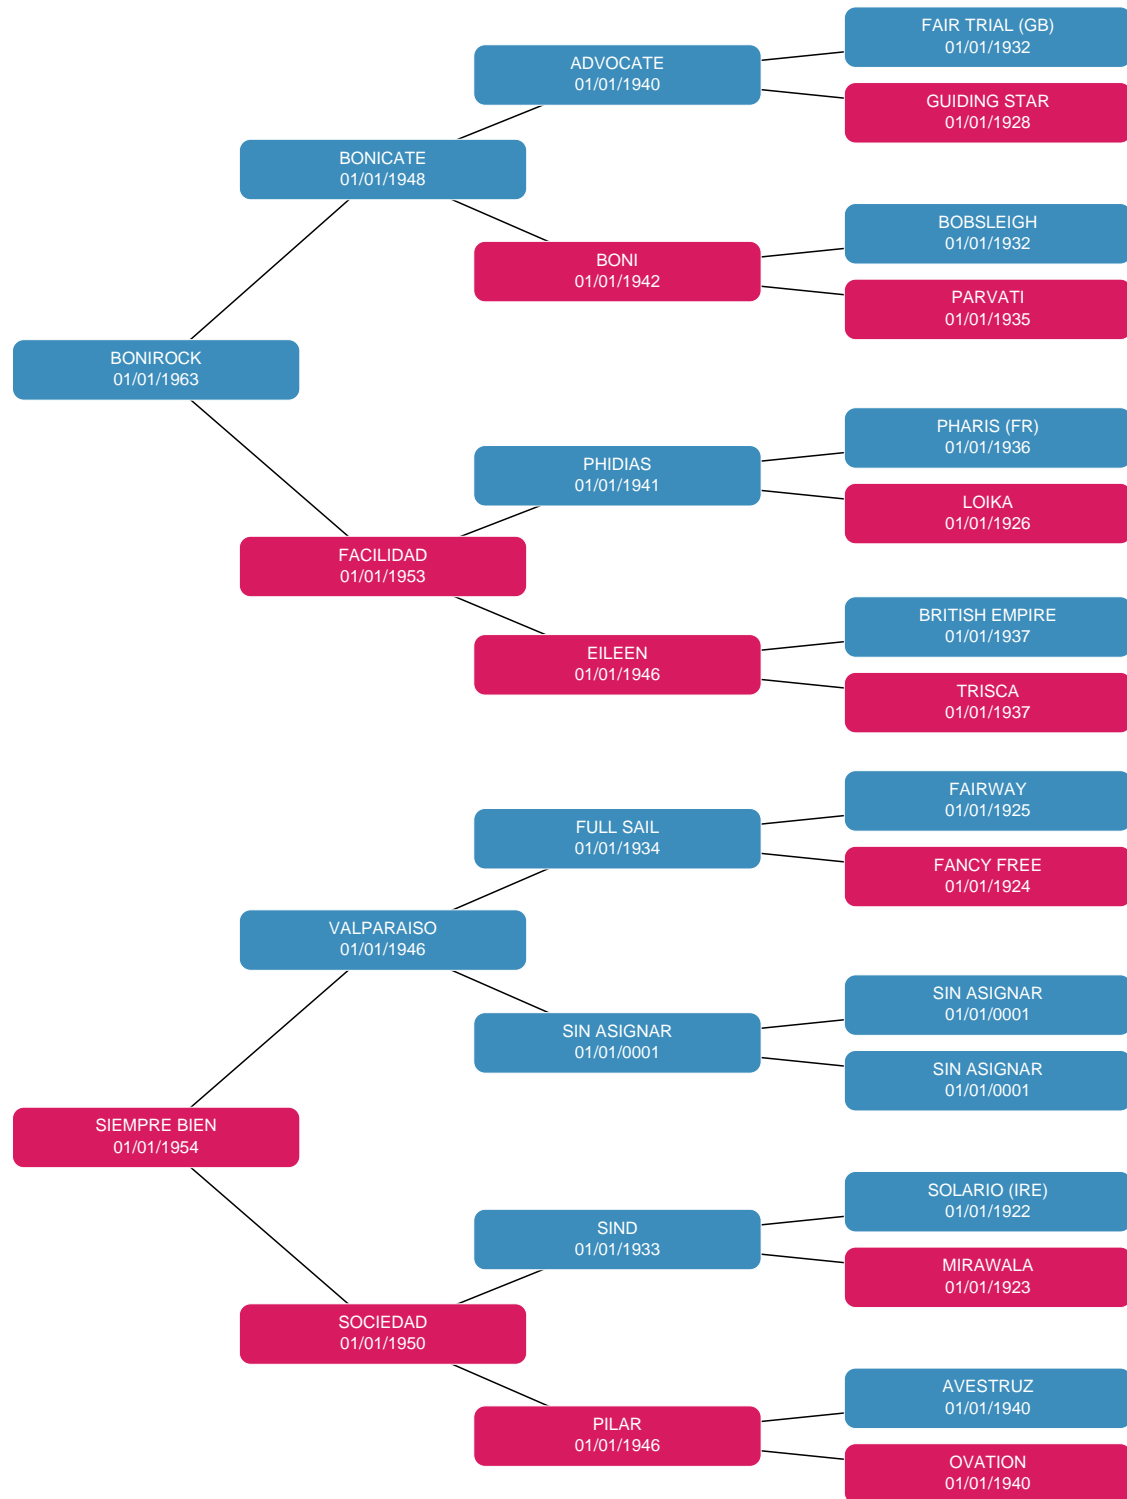 FAIR TRIAL (GB)
01/01/1932
ADVOCATE
01/01/1940
GUIDING STAR
01/01/1928
BONICATE
01/01/1948
BOBSLEIGH
01/01/1932
BONI
01/01/1942
PARVATI
01/01/1935
BONIROCK
01/01/1963
PHARIS (FR)
01/01/1936
PHIDIAS
01/01/1941
LOIKA
01/01/1926
FACILIDAD
01/01/1953
BRITISH EMPIRE
01/01/1937
EILEEN
01/01/1946
TRISCA
01/01/1937
FAIRWAY
01/01/1925
FULL SAIL
01/01/1934
FANCY FREE
01/01/1924
VALPARAISO
01/01/1946
SIN ASIGNAR
01/01/0001
SIN ASIGNAR
01/01/0001
SIN ASIGNAR
01/01/0001
SIEMPRE BIEN
01/01/1954
SOLARIO (IRE)
01/01/1922
SIND
01/01/1933
MIRAWALA
01/01/1923
SOCIEDAD
01/01/1950
AVESTRUZ
01/01/1940
PILAR
01/01/1946
OVATION
01/01/1940